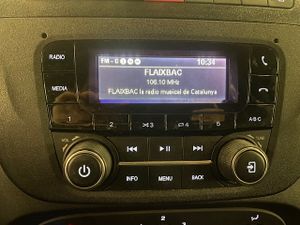 RADIO
FM-C
10:34
FLAIXBAC
106.10 MHz
FLAIXBAC la radio musical de Catalunya
MEDIA
1
2
3
4
5
A-B-C
INFO
MENU
BACK